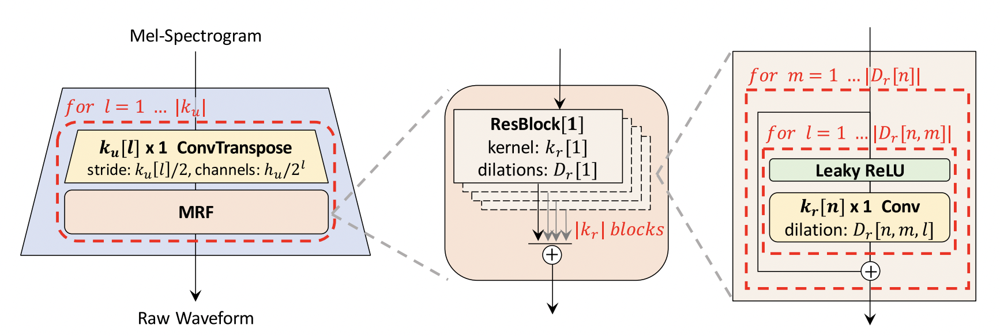 Mel-Spectrogram
for l = 1 ... |k_u|
k_u[l] x 1 ConvTranspose
stride: k_u[l]/2, channels: h_u/2^l
MRF
Raw Waveform
ResBlock[1]
kernel: k_r[1]
dilations: D_r[1]
|k_r| blocks
+
for m = 1 ... |D_r[n]|
for l = 1 ... |D_r[n, m]|
Leaky ReLU
k_r[n] x 1 Conv
dilation: D_r[n, m, l]
+